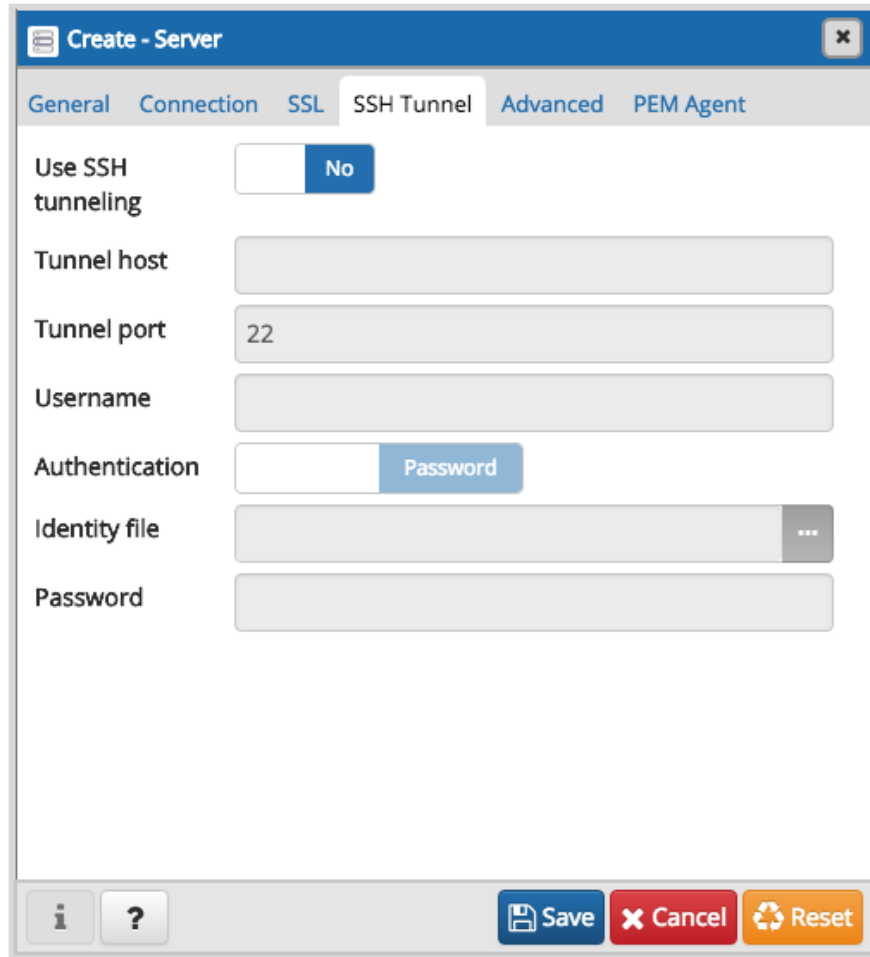 Create - Server
General Connection SSL SSH Tunnel Advanced PEM Agent
Use SSH
tunneling
No
Tunnel host
Tunnel port
22
Username
Authentication
Password
Identity file
...
Password
i ? Save Cancel Reset